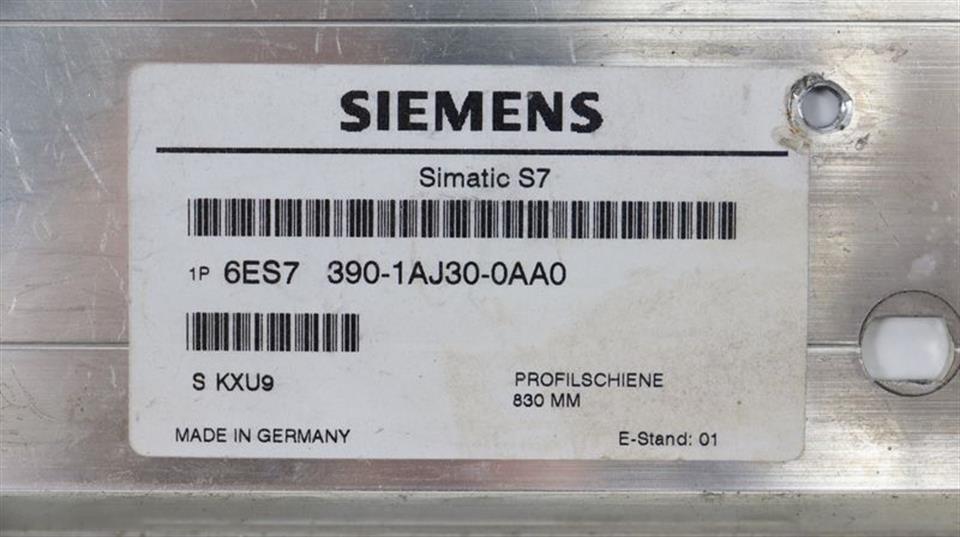 SIEMENS
Simatic S7
1P 6ES7 390-1AJ30-0AA0
S KXU9
PROFILSCHIENE
830 MM
MADE IN GERMANY
E-Stand: 01